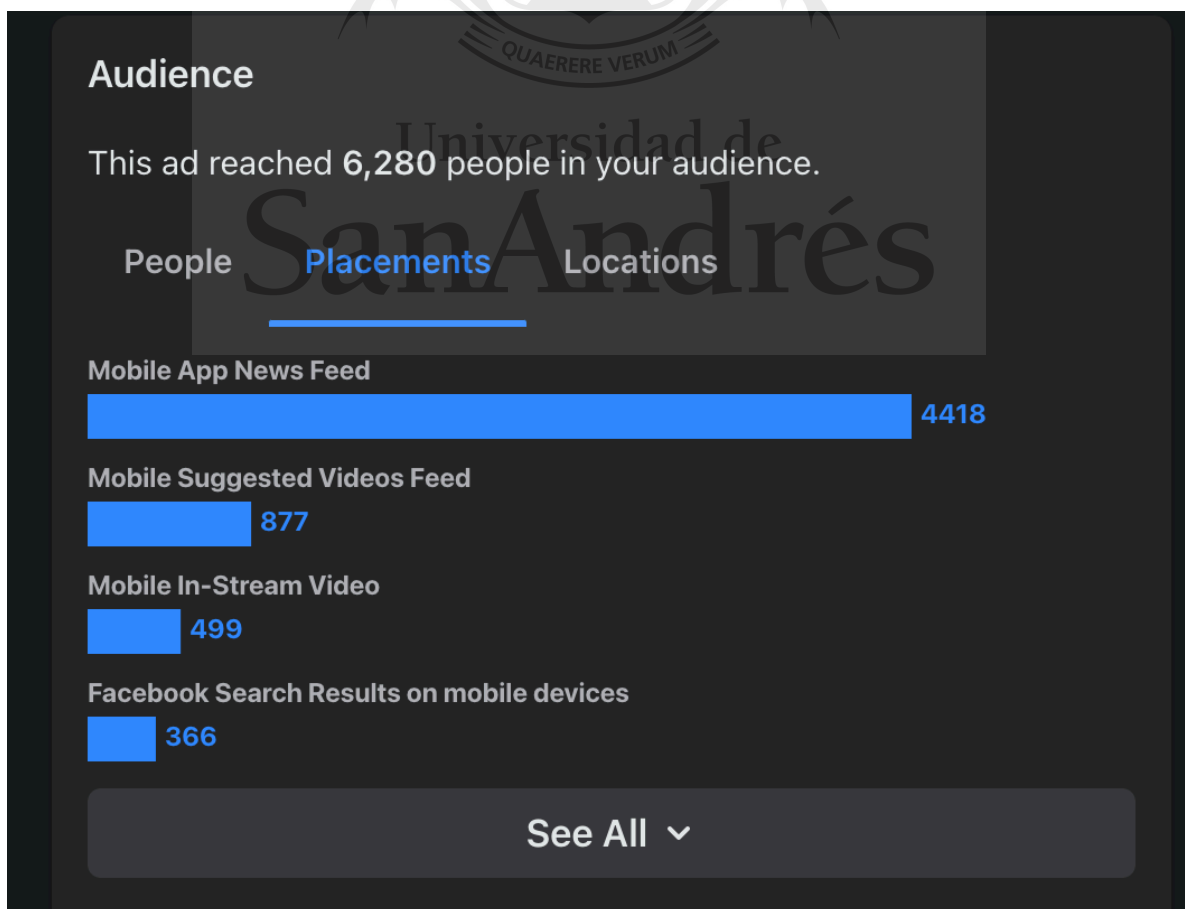 QUAERERE VERUM
Audience
Universidad de
This ad reached 6,280 people in your audience.
SanAndrés
People Placements Locations
Mobile App News Feed
4418
Mobile Suggested Videos Feed
877
Mobile In-Stream Video
499
Facebook Search Results on mobile devices
366
See All